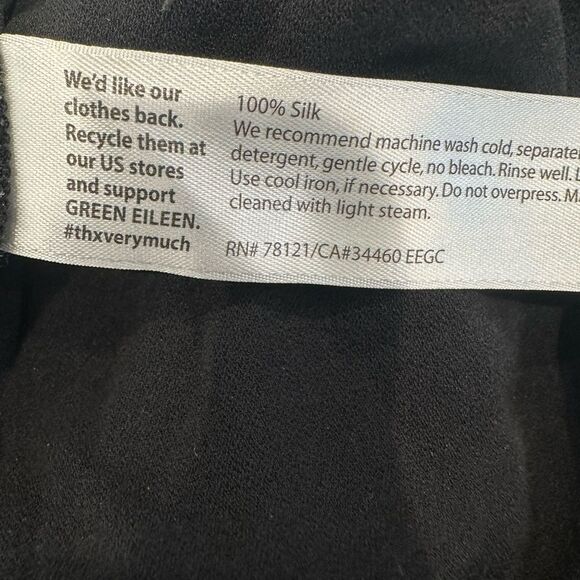 We'd like our
clothes back.
Recycle them at
our US stores
and support
GREEN EILEEN.
#thxverymuch
100% Silk
We recommend machine wash cold, separate
detergent, gentle cycle, no bleach. Rinse well.
Use cool iron, if necessary. Do not overpress.
cleaned with light steam.
RN# 78121/CA#34460 EEGC